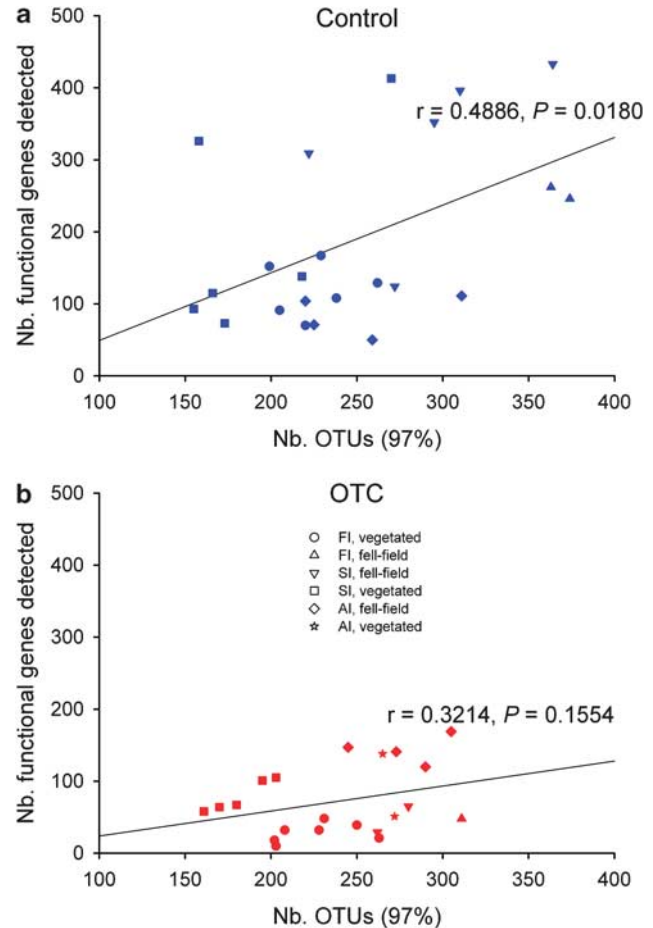 a
Control
500
400
r = 0.4886, P = 0.0180
300
200
100
0
Nb. functional genes detected
100 150 200 250 300 350 400
Nb. OTUs (97%)
b
OTC
500
FI, vegetated
FI, fell-field
SI, fell-field
SI, vegetated
AI, fell-field
AI, vegetated
400
300
200
r = 0.3214, P = 0.1554
100
0
Nb. functional genes detected
100 150 200 250 300 350 400
Nb. OTUs (97%)